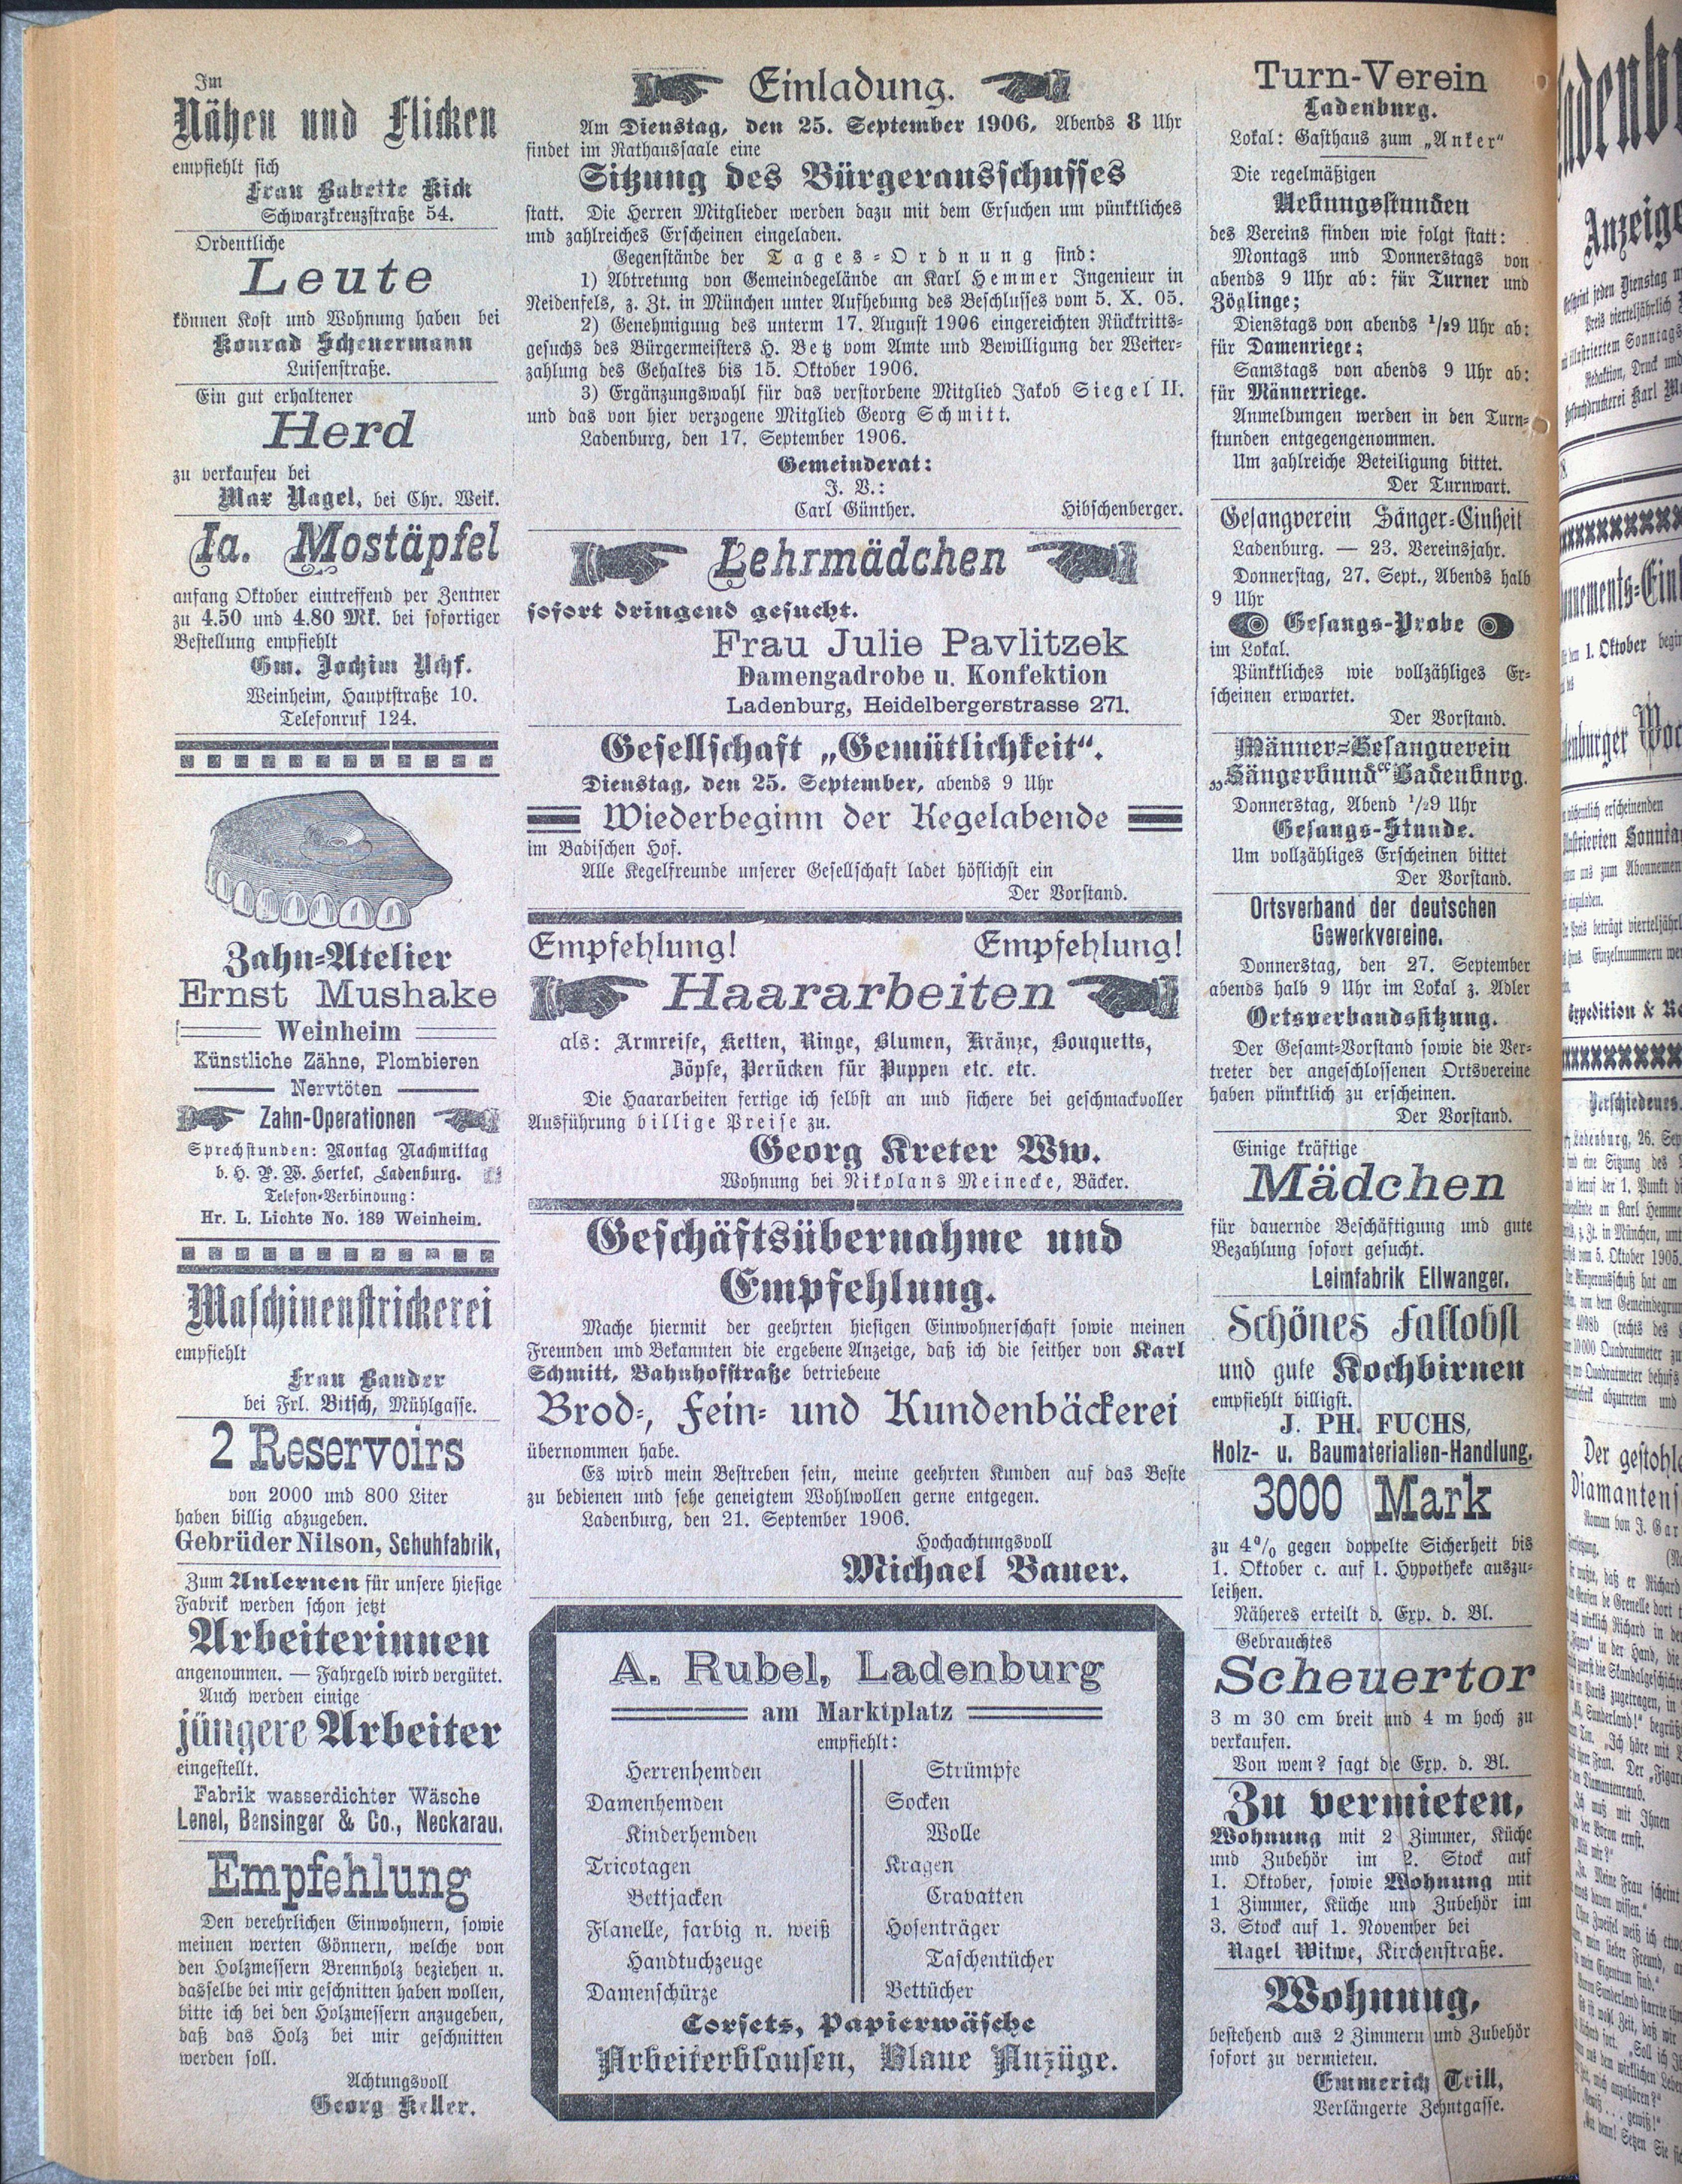 Im
Nähen und Flicken
empfiehlt sich
Frau Babette Kick
Schwarzkreuzstraße 54.
Ordentliche
Leute
können Kost und Wohnung haben bei
Konrad Scheuermann
Luisenstraße.
Ein gut erhaltener
Herd
zu verkaufen bei
Max Nagel, bei Chr. Weik.
Ia. Mostäpfel
anfang Oktober eintreffend per Zentner
zu 4.50 und 4.80 Mk. bei sofortiger
Bestellung empfiehlt
Gm. Jochim Nchf.
Weinheim, Hauptstraße 10.
Telefonruf 124.
Zahn-Atelier
Ernst Mushake
Weinheim
Künstliche Zähne, Plombieren
Nervtöten
Zahn-Operationen
Sprechstunden: Montag Nachmittag
b. H. P. W. Hertel, Ladenburg.
Telefon-Verbindung:
Hr. L. Lichte No. 189 Weinheim.
Maschinenstrickerei
empfiehlt
Frau Bander
bei Frl. Bitsch, Mühlgasse.
2 Reservoirs
von 2000 und 800 Liter
haben billig abzugeben.
Gebrüder Nilson, Schuhfabrik,
Zum Anlernen für unsere hiesige
Fabrik werden schon jetzt
Arbeiterinnen
angenommen. — Fahrgeld wird vergütet.
Auch werden einige
jüngere Arbeiter
eingestellt.
Fabrik wasserdichter Wäsche
Lenel, Bensinger & Co., Neckarau.
Empfehlung
Den verehrlichen Einwohnern, sowie
meinen werten Gönnern, welche von
den Holzmessern Brennholz beziehen u.
dasselbe bei mir geschnitten haben wollen,
bitte ich bei den Holzmessern anzugeben,
daß das Holz bei mir geschnitten
werden soll.
Achtungsvoll
Georg Keller.
Einladung.
Am Dienstag, den 25. September 1906, Abends 8 Uhr
findet im Rathaussaale eine
Sitzung des Bürgerausschusses
statt. Die Herren Mitglieder werden dazu mit dem Ersuchen um pünktliches
und zahlreiches Erscheinen eingeladen.
Gegenstände der Tages-Ordnung sind:
1) Abtretung von Gemeindegelände an Karl Hemmer Ingenieur in
Neidenfels, z. Zt. in München unter Aufhebung des Beschlusses vom 5. X. 05.
2) Genehmigung des unterm 17. August 1906 eingereichten Rücktritts-
gesuchs des Bürgermeisters H. Betz vom Amte und Bewilligung der Weiter-
zahlung des Gehaltes bis 15. Oktober 1906.
3) Ergänzungswahl für das verstorbene Mitglied Jakob Siegel II.
und das von hier verzogene Mitglied Georg Schmitt.
Ladenburg, den 17. September 1906.
Gemeinderat:
J. V.:
Carl Günther. Hibschenberger.
Lehrmädchen
sofort dringend gesucht.
Frau Julie Pavlitzek
Damengadrobe u. Konfektion
Ladenburg, Heidelbergerstrasse 271.
Gesellschaft „Gemütlichkeit“.
Dienstag, den 25. September, abends 9 Uhr
Wiederbeginn der Kegelabende
im Badischen Hof.
Alle Kegelfreunde unserer Gesellschaft ladet höflichst ein
Der Vorstand.
Empfehlung! Empfehlung!
Haararbeiten
als: Armreife, Ketten, Ringe, Blumen, Kränze, Bouquetts,
Zöpfe, Perücken für Puppen etc. etc.
Die Haararbeiten fertige ich selbst an und sichere bei geschmackvoller
Ausführung billige Preise zu.
Georg Kreter Ww.
Wohnung bei Nikolans Meinecke, Bäcker.
Geschäftsübernahme und
Empfehlung.
Mache hiermit der geehrten hiesigen Einwohnerschaft sowie meinen
Freunden und Bekannten die ergebene Anzeige, daß ich die seither von Karl
Schmitt, Bahnhofstraße betriebene
Brod-, Fein- und Kundenbäckerei
übernommen habe.
Es wird mein Bestreben sein, meine geehrten Kunden auf das Beste
zu bedienen und sehe geneigtem Wohlwollen gerne entgegen.
Ladenburg, den 21. September 1906.
Hochachtungsvoll
Michael Bauer.
A. Rubel, Ladenburg
am Marktplatz
empfiehlt:
Herrenhemden
Damenhemden
Kinderhemden
Tricotagen
Bettjacken
Flanelle, farbig n. weiß
Handtuchzeuge
Damenschürze
Strümpfe
Socken
Wolle
Kragen
Cravatten
Hosenträger
Taschentücher
Bettücher
Corsets, Papierwäsche
Arbeiterblousen, Blaue Anzüge.
Turn-Verein
Ladenburg.
Lokal: Gasthaus zum „Anker“
Die regelmäßigen
Uebungsstunden
des Vereins finden wie folgt statt:
Montags und Donnerstags von
abends 9 Uhr ab: für Turner und
Zöglinge;
Dienstags von abends 1/29 Uhr ab:
für Damenriege;
Samstags von abends 9 Uhr ab:
für Männerriege.
Anmeldungen werden in den Turn-
stunden entgegengenommen.
Um zahlreiche Beteiligung bittet.
Der Turnwart.
Gesangverein Sänger-Einheit
Ladenburg. — 23. Vereinsjahr.
Donnerstag, 27. Sept., Abends halb
9 Uhr
Gesangs-Probe
im Lokal.
Pünktliches wie vollzähliges Er-
scheinen erwartet.
Der Vorstand.
Männer-Gesangverein
„Sängerbund“ Ladenburg.
Donnerstag, Abend 1/29 Uhr
Gesangs-Stunde.
Um vollzähliges Erscheinen bittet
Der Vorstand.
Ortsverband der deutschen
Gewerkvereine.
Donnerstag, den 27. September
abends halb 9 Uhr im Lokal z. Adler
Ortsverbandssitzung.
Der Gesamt-Vorstand sowie die Ver-
treter der angeschlossenen Ortsvereine
haben pünktlich zu erscheinen.
Der Vorstand.
Einige kräftige
Mädchen
für dauernde Beschäftigung und gute
Bezahlung sofort gesucht.
Leimfabrik Ellwanger.
Schönes Fallobst
und gute Kochbirnen
empfiehlt billigst.
J. PH. FUCHS,
Holz- u. Baumaterialien-Handlung.
3000 Mark
zu 4% gegen doppelte Sicherheit bis
1. Oktober c. auf 1. Hypotheke auszu-
leihen.
Näheres erteilt d. Exp. d. Bl.
Gebrauchtes
Scheuertor
3 m 30 cm breit und 4 m hoch zu
verkaufen.
Von wem? sagt die Exp. d. Bl.
Zu vermieten,
Wohnung mit 2 Zimmer, Küche
und Zubehör im 2. Stock auf
1. Oktober, sowie Wohnung mit
1 Zimmer, Küche und Zubehör im
3. Stock auf 1. November bei
Nagel Witwe, Kirchenstraße.
Wohnung,
bestehend aus 2 Zimmern und Zubehör
sofort zu vermieten.
Emmerich Trill,
Verlängerte Zehntgasse.